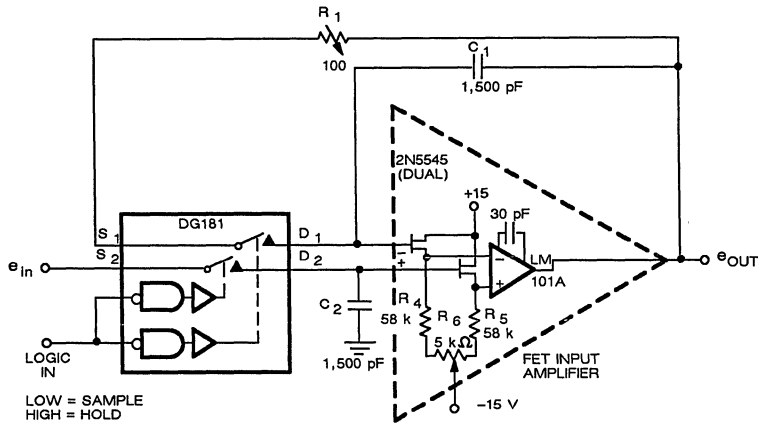 R 1
100
C 1
1,500 pF
2N5545
(DUAL)
+15
30 pF
DG181
S 1
D 1
S 2
D 2
e in
−
+
−
+
LM
101A
e OUT
C 2
1,500 pF
R 4
58 k
R 6
5 kΩ
R 5
58 k
FET INPUT
AMPLIFIER
−15 V
LOGIC
IN
LOW = SAMPLE
HIGH = HOLD